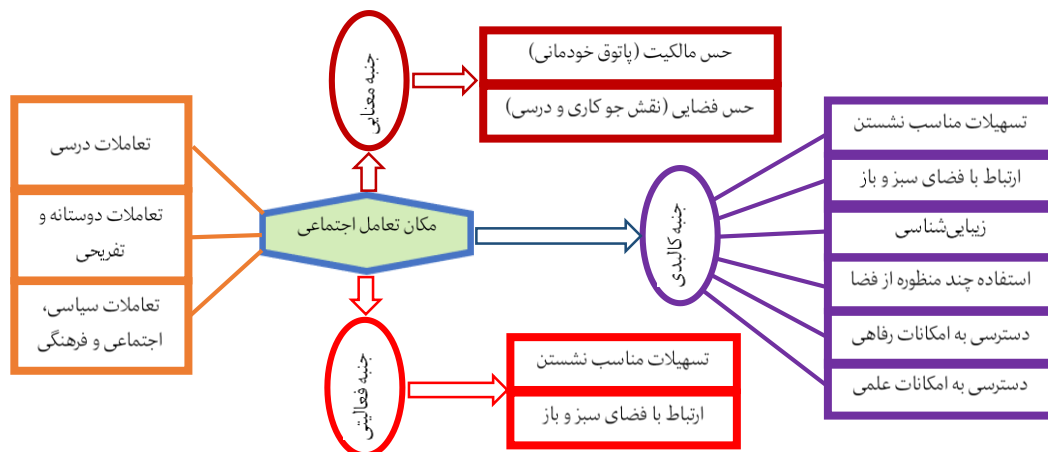 جنبه معنایی
حس مالکیت (پاتوق خودمانی)
حس فضایی (نقش جو کاری و درسی)
تسهیلات مناسب نشستن
ارتباط با فضای سبز و باز
زیبایی‌شناسی
استفاده چند منظوره از فضا
دسترسی به امکانات رفاهی
دسترسی به امکانات علمی
جنبه کالبدی
مکان تعامل اجتماعی
تعاملات درسی
تعاملات دوستانه و
تفریحی
تعاملات سیاسی،
اجتماعی و فرهنگی
جنبه فعالیتی
تسهیلات مناسب نشستن
ارتباط با فضای سبز و باز